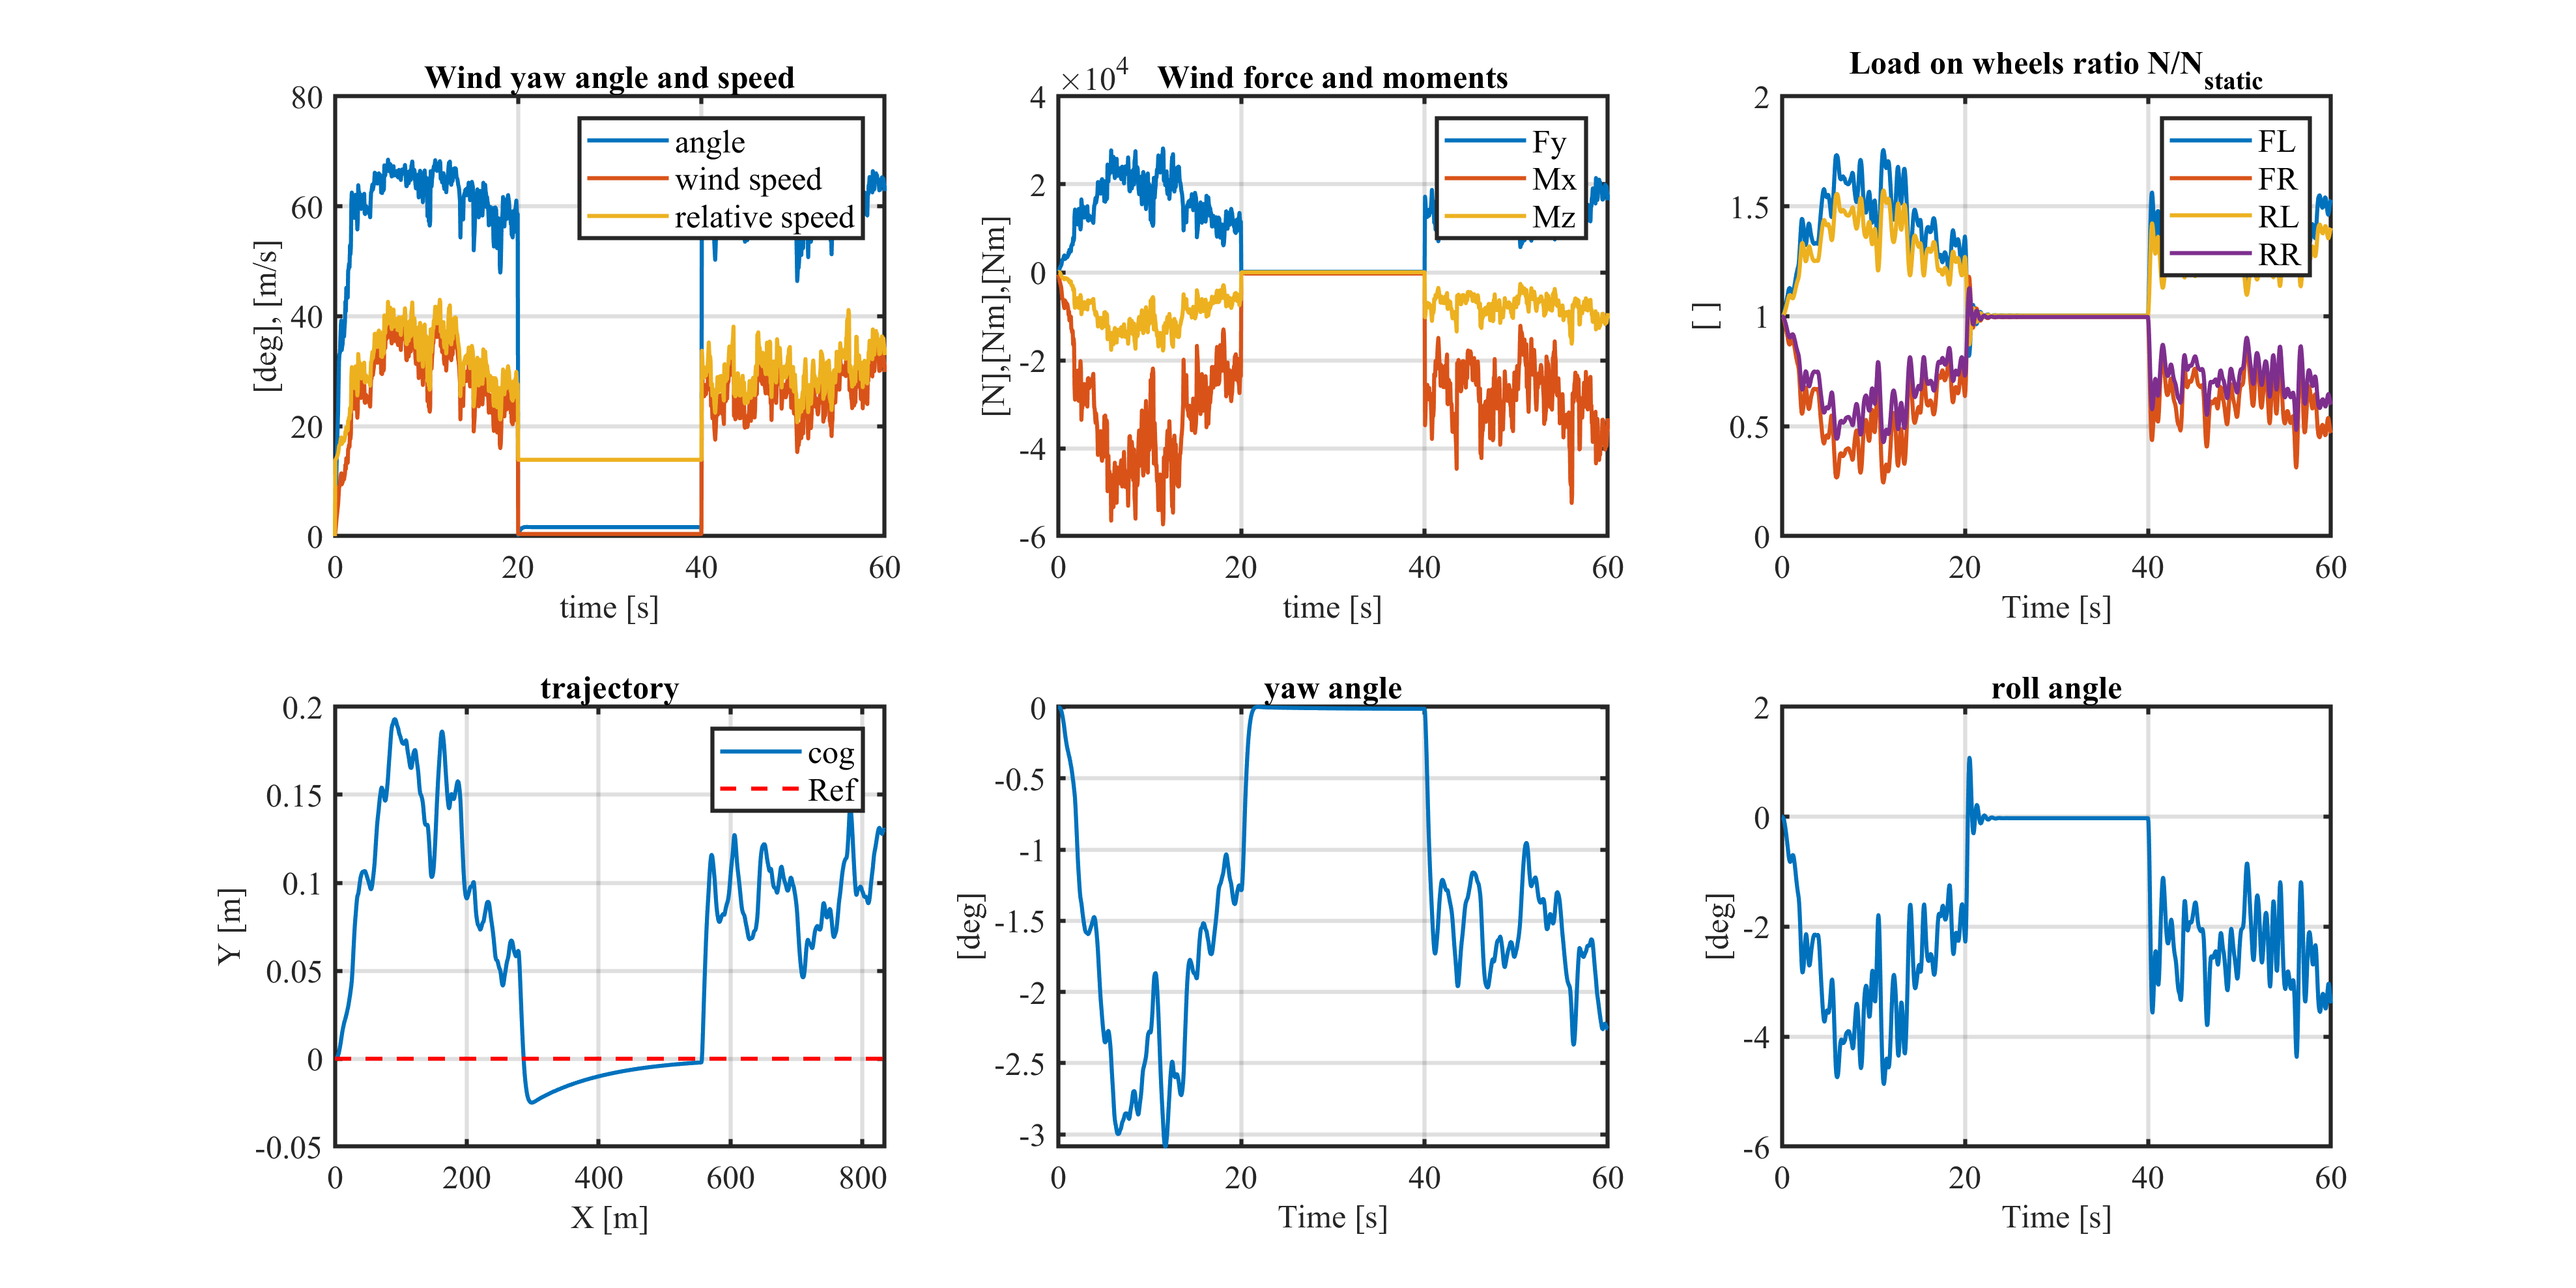 Wind yaw angle and speed
80
60
40
20
0
[deg], [m/s]
angle
wind speed
relative speed
0 20 40 60
time [s]
×10⁴
Wind force and moments
4
2
0
-2
-4
-6
[N],[Nm],[Nm]
Fy
Mx
Mz
0 20 40 60
time [s]
Load on wheels ratio N/N_static
2
1.5
1
0.5
0
[ ]
FL
FR
RL
RR
0 20 40 60
Time [s]
trajectory
0.2
0.15
0.1
0.05
0
-0.05
Y [m]
cog
Ref
0 200 400 600 800
X [m]
yaw angle
0
-0.5
-1
-1.5
-2
-2.5
-3
[deg]
0 20 40 60
Time [s]
roll angle
2
0
-2
-4
-6
[deg]
0 20 40 60
Time [s]